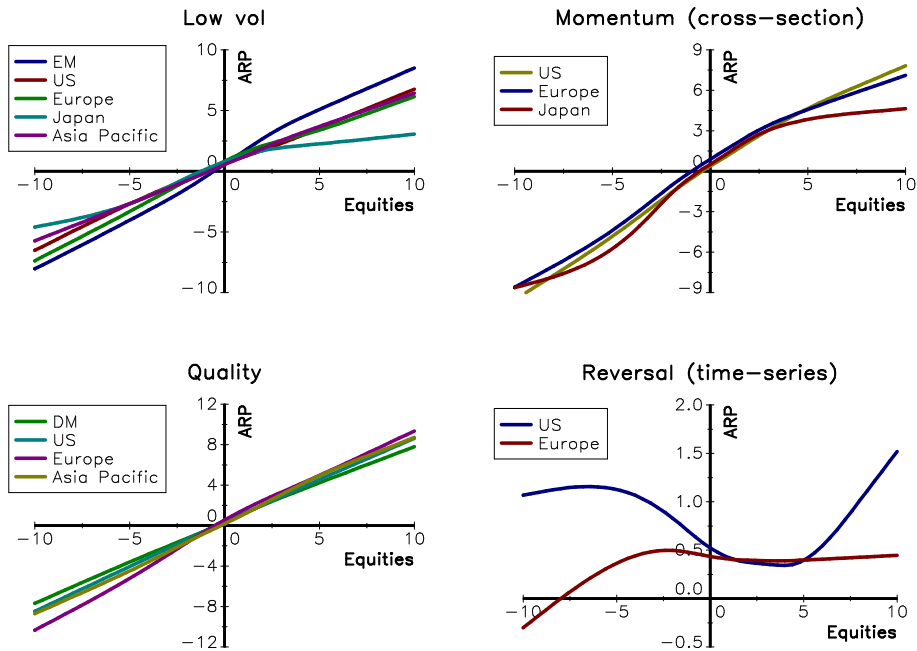 Low vol
EM
US
Europe
Japan
Asia Pacific
ARP
10
5
0
−5
−10
−10
−5
0
5
10
Equities
Momentum (cross−section)
US
Europe
Japan
ARP
9
6
3
0
−3
−6
−9
−10
−5
0
5
10
Equities
Quality
DM
US
Europe
Asia Pacific
ARP
12
8
4
0
−4
−8
−12
−10
−5
0
5
10
Equities
Reversal (time−series)
US
Europe
ARP
2.0
1.5
1.0
0.5
0.0
−0.5
−10
−5
0
5
10
Equities